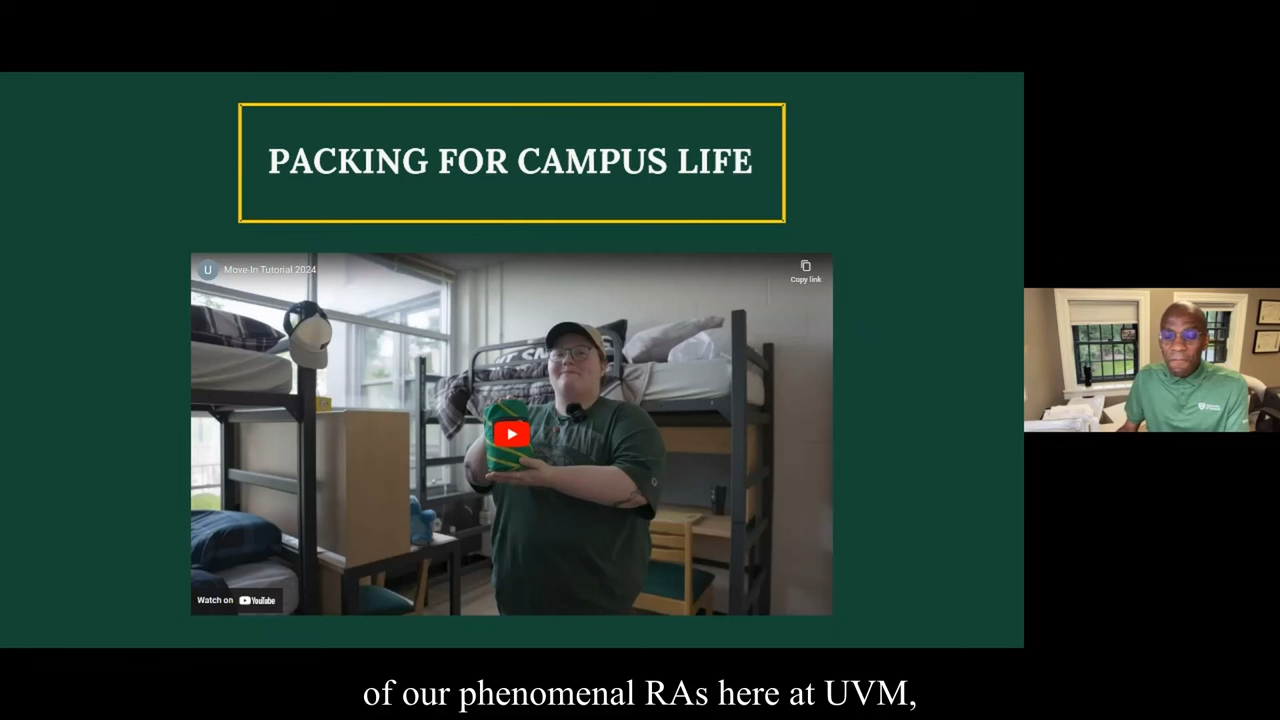 PACKING FOR CAMPUS LIFE
U
Move-In Tutorial 2024
Copy link
Watch on YouTube
of our phenomenal RAs here at UVM,